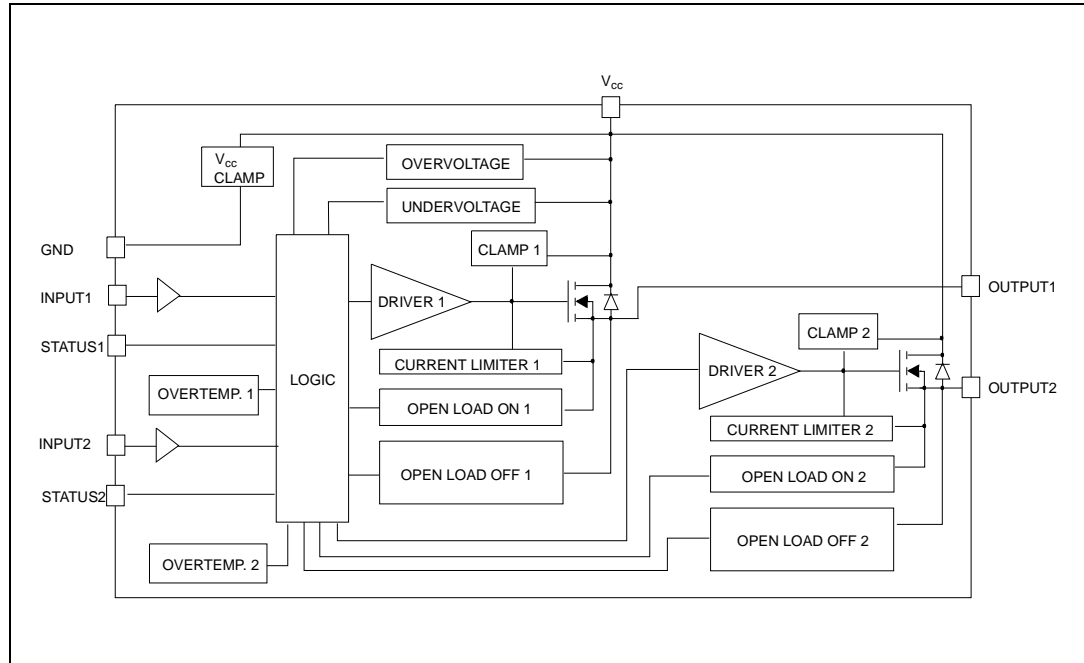 Vcc
Vcc
CLAMP
OVERVOLTAGE
UNDERVOLTAGE
GND
CLAMP 1
INPUT1
DRIVER 1
OUTPUT1
STATUS1
CURRENT LIMITER 1
CLAMP 2
LOGIC
DRIVER 2
OVERTEMP. 1
OUTPUT2
OPEN LOAD ON 1
CURRENT LIMITER 2
INPUT2
OPEN LOAD OFF 1
OPEN LOAD ON 2
STATUS2
OPEN LOAD OFF 2
OVERTEMP. 2